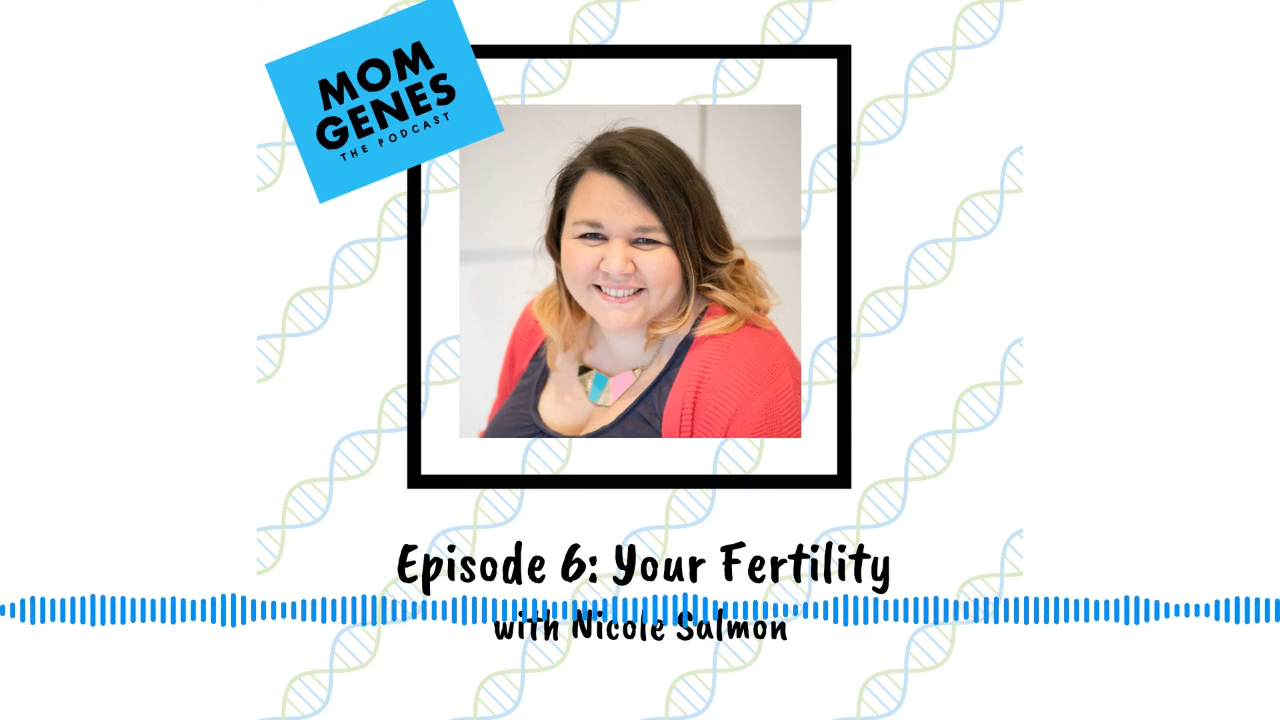 MOM
GENES
THE PODCAST
Episode 6: Your Fertility
with Nicole Salmon